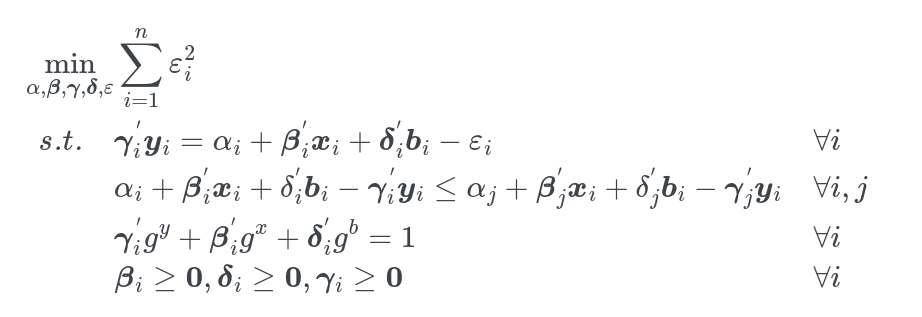 min_{α,β,γ,δ,ε} ∑_{i=1}^{n} ε_i^2
s.t. γ_i' y_i = α_i + β_i' x_i + δ_i' b_i − ε_i ∀i
α_i + β_i' x_i + δ_i' b_i − γ_i' y_i ≤ α_j + β_j' x_i + δ_j' b_i − γ_j' y_i ∀i, j
γ_i' g^y + β_i' g^x + δ_i' g^b = 1 ∀i
β_i ≥ 0, δ_i ≥ 0, γ_i ≥ 0 ∀i